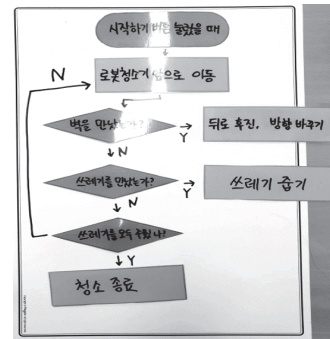 시작하기 버튼 눌렀을 때
N
로봇청소기 앞으로 이동
벽을 만났는가?
Y
뒤로 후진, 방향 바꾸기
N
쓰레기를 만났는가?
Y
쓰레기 줍기
N
쓰레기를 모두 주웠나?
Y
청소 종료